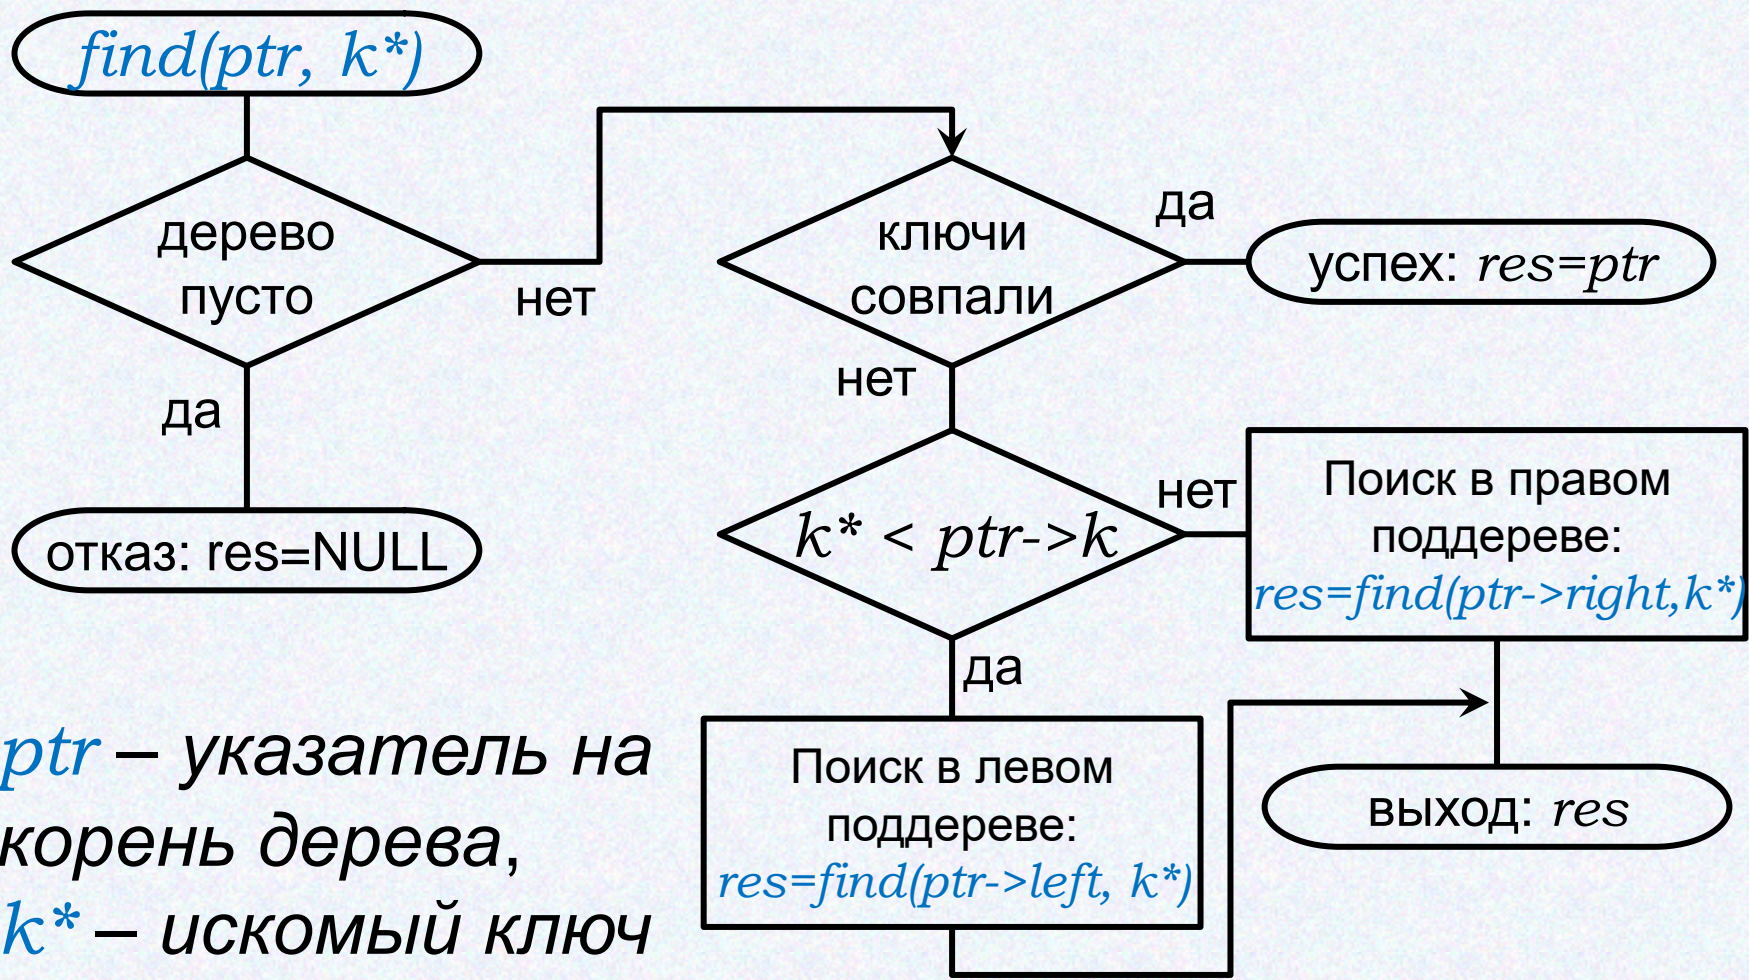 find(ptr, k*)
дерево
пусто
нет
да
отказ: res=NULL
ключи
совпали
да
успех: res=ptr
нет
k* < ptr->k
нет
Поиск в правом
поддереве:
res=find(ptr->right,k*)
да
Поиск в левом
поддереве:
res=find(ptr->left, k*)
выход: res
ptr – указатель на
корень дерева,
k* – искомый ключ